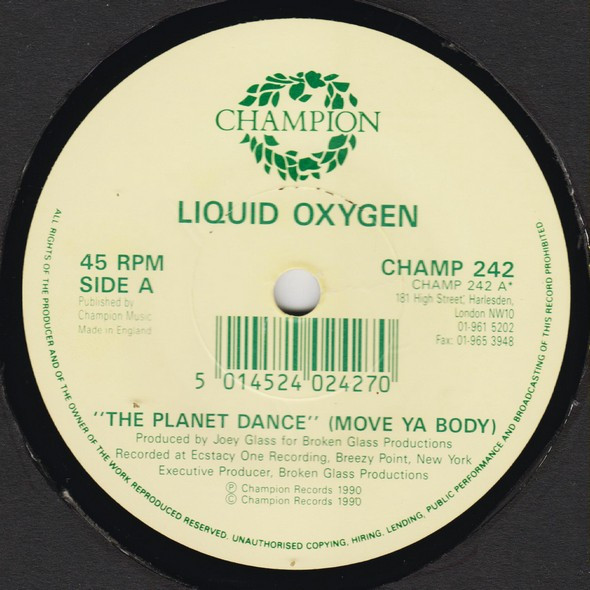 CHAMPION
LIQUID OXYGEN
45 RPM
SIDE A
Published by
Champion Music
Made in England
CHAMP 242
CHAMP 242 A*
181 High Street, Harlesden,
London NW10
01-961 5202
Fax: 01-965 3948
5 014524 024270
"THE PLANET DANCE" (MOVE YA BODY)
Produced by Joey Glass for Broken Glass Productions
Recorded at Ecstacy One Recording, Breezy Point, New York
Executive Producer, Broken Glass Productions
Ⓟ Champion Records 1990
© Champion Records 1990
ALL RIGHTS OF THE PRODUCER AND OF THE OWNER OF THE WORK REPRODUCED RESERVED. UNAUTHORISED COPYING, HIRING, LENDING, PUBLIC PERFORMANCE AND BROADCASTING OF THIS RECORD PROHIBITED